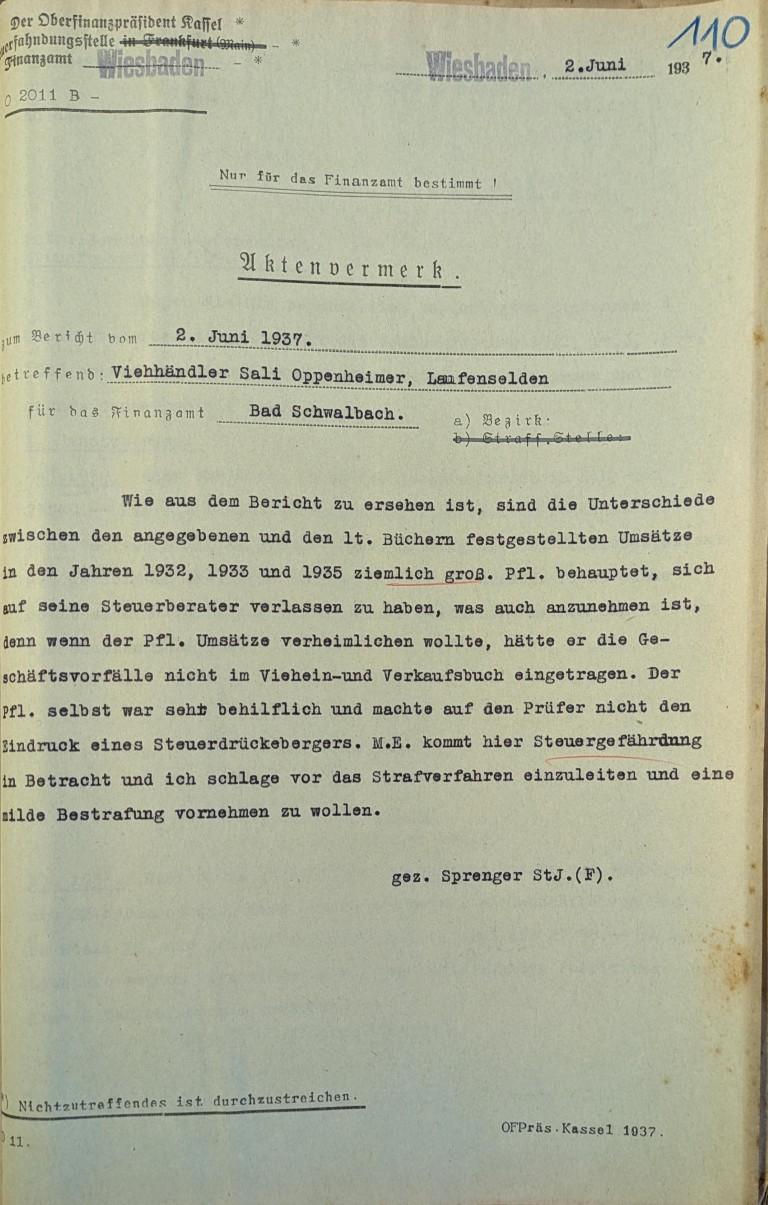 Der Oberfinanzpräsident Kassel *
erfahndungsstelle in Frankfurt (Main) - *
Finanzamt Wiesbaden - *
O 2011 B -
110
Wiesbaden, 2.Juni 1937.
Nur für das Finanzamt bestimmt !
Aktenvermerk.
zum Bericht vom 2. Juni 1937.
betreffend: Viehhändler Sali Oppenheimer, Laufenselden
für das Finanzamt Bad Schwalbach.
a) Bezirk:
b) Straff.Stelle:
Wie aus dem Bericht zu ersehen ist, sind die Unterschiede
zwischen den angegebenen und den lt. Büchern festgestellten Umsätze
in den Jahren 1932, 1933 und 1935 ziemlich groß. Pfl. behauptet, sich
auf seine Steuerberater verlassen zu haben, was auch anzunehmen ist,
denn wenn der Pfl. Umsätze verheimlichen wollte, hätte er die Ge-
schäftsvorfälle nicht im Viehein-und Verkaufsbuch eingetragen. Der
Pfl. selbst war sehr behilflich und machte auf den Prüfer nicht den
Eindruck eines Steuerdrückebergers. M.E. kommt hier Steuergefährdung
in Betracht und ich schlage vor das Strafverfahren einzuleiten und eine
milde Bestrafung vornehmen zu wollen.
gez. Sprenger StJ.(F).
*) Nichtzutreffendes ist durchzustreichen.
11.
OFPräs.Kassel 1937.